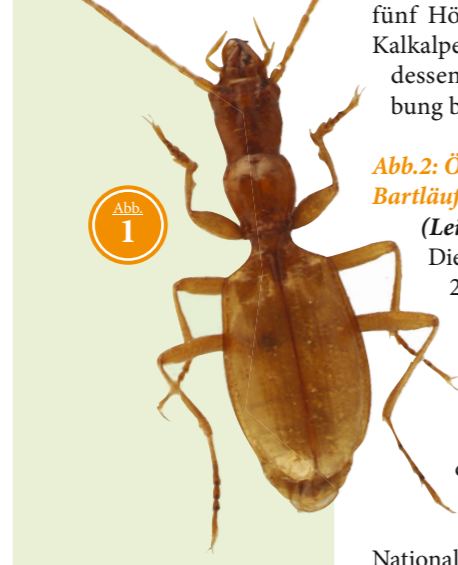 fünf Hö
Kalkalpe
dessen
bung b
Abb.2: Ö
Bartläuf
(Lei
Die
2
Abb.
1
National